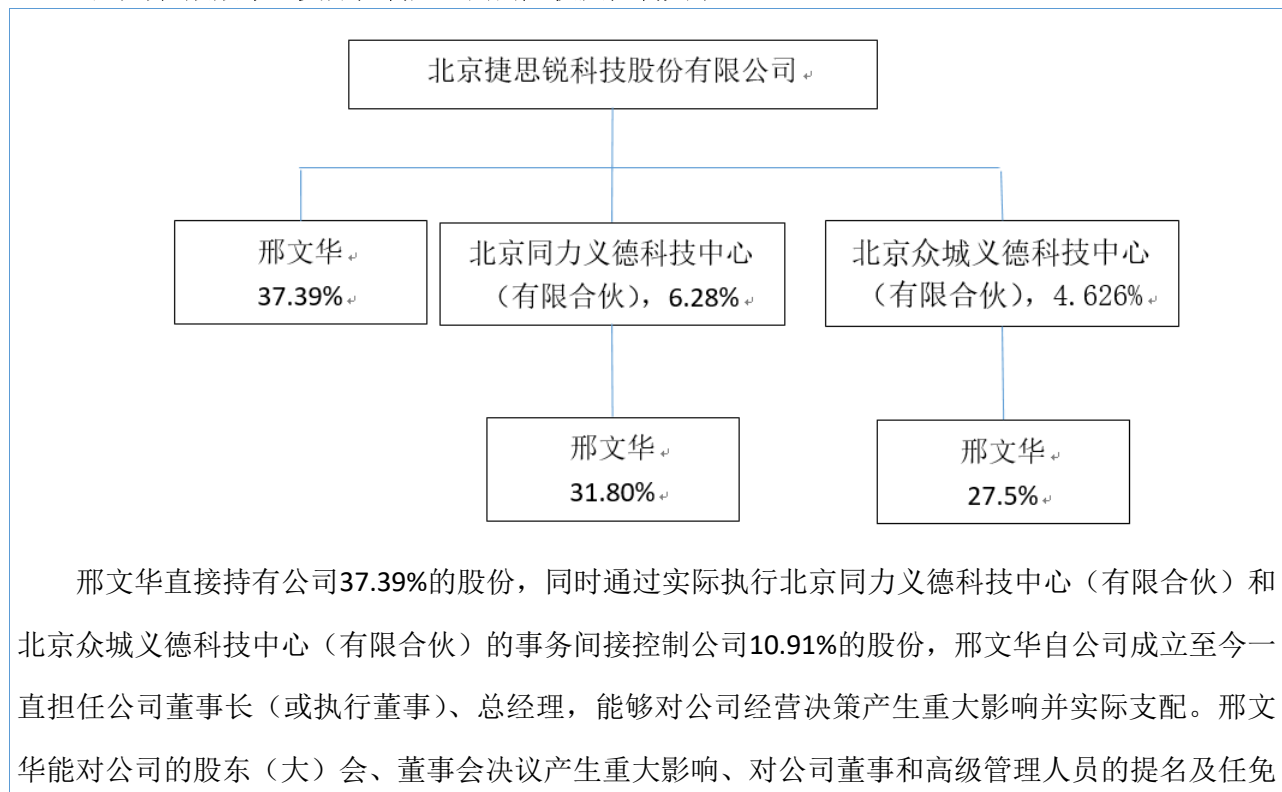 北京捷思锐科技股份有限公司
邢文华
37.39%
北京同力义德科技中心
（有限合伙），6.28%
北京众城义德科技中心
（有限合伙），4.626%
邢文华
31.80%
邢文华
27.5%
邢文华直接持有公司37.39%的股份，同时通过实际执行北京同力义德科技中心（有限合伙）和
北京众城义德科技中心（有限合伙）的事务间接控制公司10.91%的股份，邢文华自公司成立至今一
直担任公司董事长（或执行董事）、总经理，能够对公司经营决策产生重大影响并实际支配。邢文
华能对公司的股东（大）会、董事会决议产生重大影响、对公司董事和高级管理人员的提名及任免